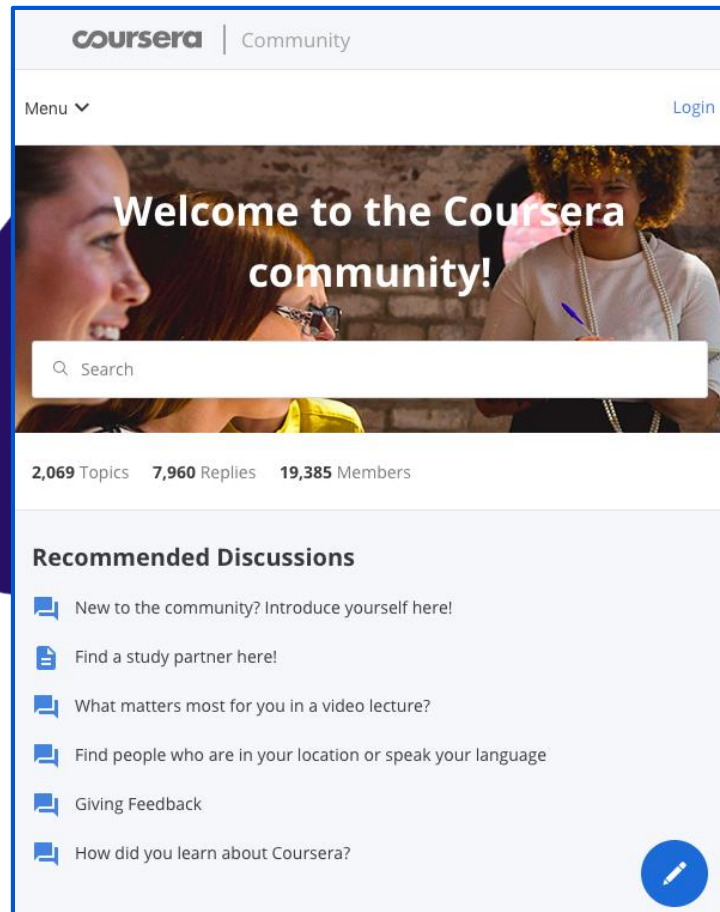 coursera | Community
Menu
Login
Welcome to the Coursera
community!
Search
2,069 Topics 7,960 Replies 19,385 Members
Recommended Discussions
New to the community? Introduce yourself here!
Find a study partner here!
What matters most for you in a video lecture?
Find people who are in your location or speak your language
Giving Feedback
How did you learn about Coursera?